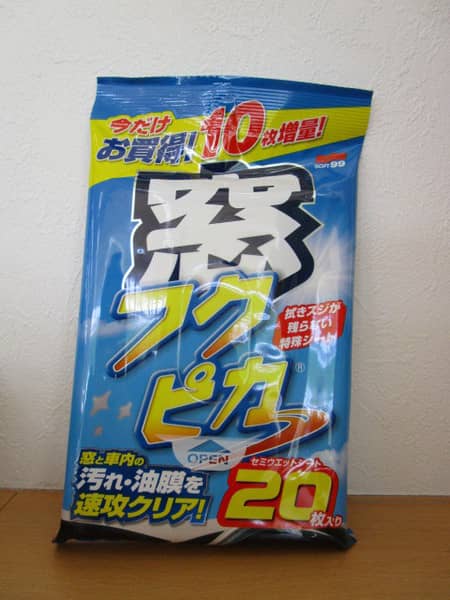 今だけ
お買得!
10枚増量!
SOFT99
窓
フク
ピカ®
拭きスジが
残らない
特殊シート
OPEN
窓と車内の
汚れ・油膜を
速攻クリア!
セミウエットシート
20枚入り